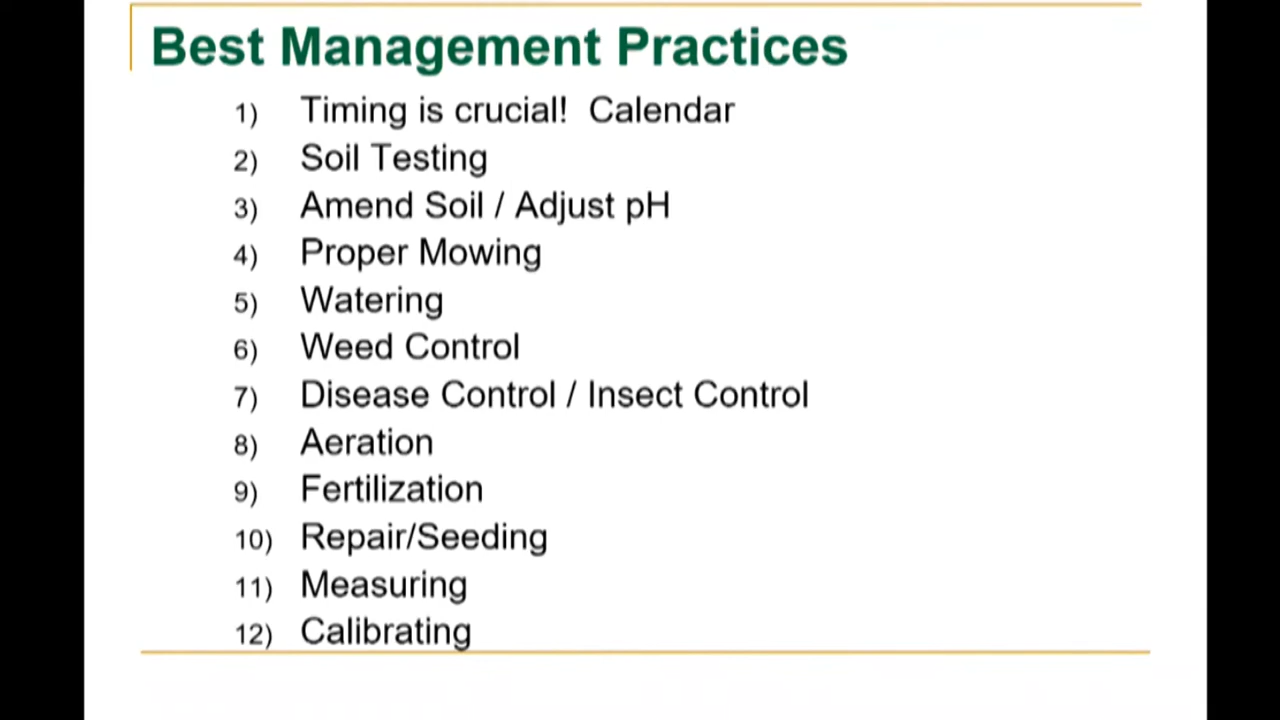 Best Management Practices
1) Timing is crucial! Calendar
2) Soil Testing
3) Amend Soil / Adjust pH
4) Proper Mowing
5) Watering
6) Weed Control
7) Disease Control / Insect Control
8) Aeration
9) Fertilization
10) Repair/Seeding
11) Measuring
12) Calibrating